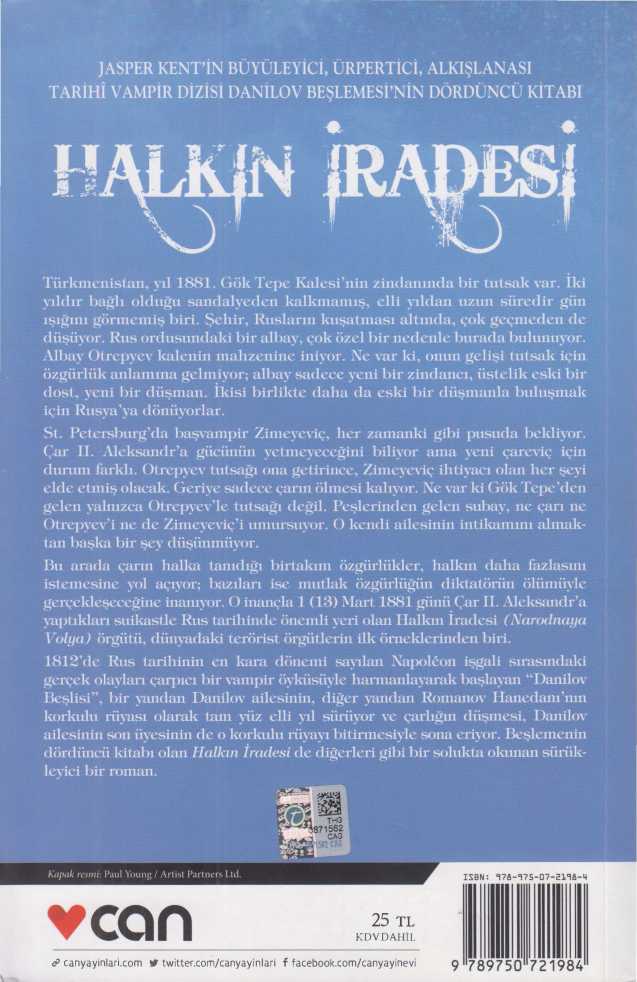 JASPER KENT'İN BÜYÜLEYİCİ, ÜRPERTİCİ, ALKIŞLANASI
TARİHÎ VAMPİR DİZİSİ DANİLOV BEŞLEMESİ'NİN DÖRDÜNCÜ KİTABI
HALKIN İRADESİ
Türkmenistan, yıl 1881. Gök Tepe Kalesi'nin zindanında bir tutsak var. İki
yıldır bağlı olduğu sandalyeden kalkmamış, elli yıldan uzun süredir gün
ışığını görmemiş biri. Şehir, Rusların kuşatması altında, çok geçmeden de
düşüyor. Rus ordusundaki bir albay, çok özel bir nedenle burada bulunuyor.
Albay Otrepyev kalenin mahzenine iniyor. Ne var ki, onun gelişi tutsak için
özgürlük anlamına gelmiyor; albay sadece yeni bir zindancı, üstelik eski bir
dost, yeni bir düşman. İkisi birlikte daha da eski bir düşmanla buluşmak
için Rusya'ya dönüyorlar.
St. Petersburg'da başvampir Zimeyeviç, her zamanki gibi pusuda bekliyor.
Çar II. Aleksandr'a gücünün yetmeyeceğini biliyor ama yeni çareviç için
durum farklı. Otrepyev tutsağı ona getirince, Zimeyeviç ihtiyacı olan her şeyi
elde etmiş olacak. Geriye sadece çarın ölmesi kalıyor. Ne var ki Gök Tepe'den
gelen yalnızca Otrepyev'le tutsağı değil. Peşlerinden gelen subay, ne çarı ne
Otrepyev'i ne de Zimeyeviç'i umursuyor. O kendi ailesinin intikamını almak-
tan başka bir şey düşünmüyor.
Bu arada çarın halka tanıdığı birtakım özgürlükler, halkın daha fazlasını
istemesine yol açıyor; bazıları ise mutlak özgürlüğün diktatörün ölümüyle
gerçekleşeceğine inanıyor. O inançla 1 (13) Mart 1881 günü Çar II. Aleksandr'a
yaptıkları suikastle Rus tarihinde önemli yeri olan Halkın İradesi (Narodnaya
Volya) örgütü, dünyadaki terörist örgütlerin ilk örneklerinden biri.
1812'de Rus tarihinin en kara dönemi sayılan Napoléon işgali sırasındaki
gerçek olayları çarpıcı bir vampir öyküsüyle harmanlayarak başlayan "Danilov
Beşlisi", bir yandan Danilov ailesinin, diğer yandan Romanov Hanedanı'nın
korkulu rüyası olarak tam yüz elli yıl sürüyor ve çarlığın düşmesi, Danilov
ailesinin son üyesinin de o korkulu rüyayı bitirmesiyle sona eriyor. Beşlemenin
dördüncü kitabı olan Halkın İradesi de diğerleri gibi bir solukta okunan sürük-
leyici bir roman.
THG
3871562
CAG
Kapak resmi: Paul Young / Artist Partners Ltd.
ISBN: 978-975-07-2198-4
can
25 TL
KDVDAHİL
canyayinlari.com twitter.com/canyayinlari facebook.com/canyayinevi
9 789750 721984